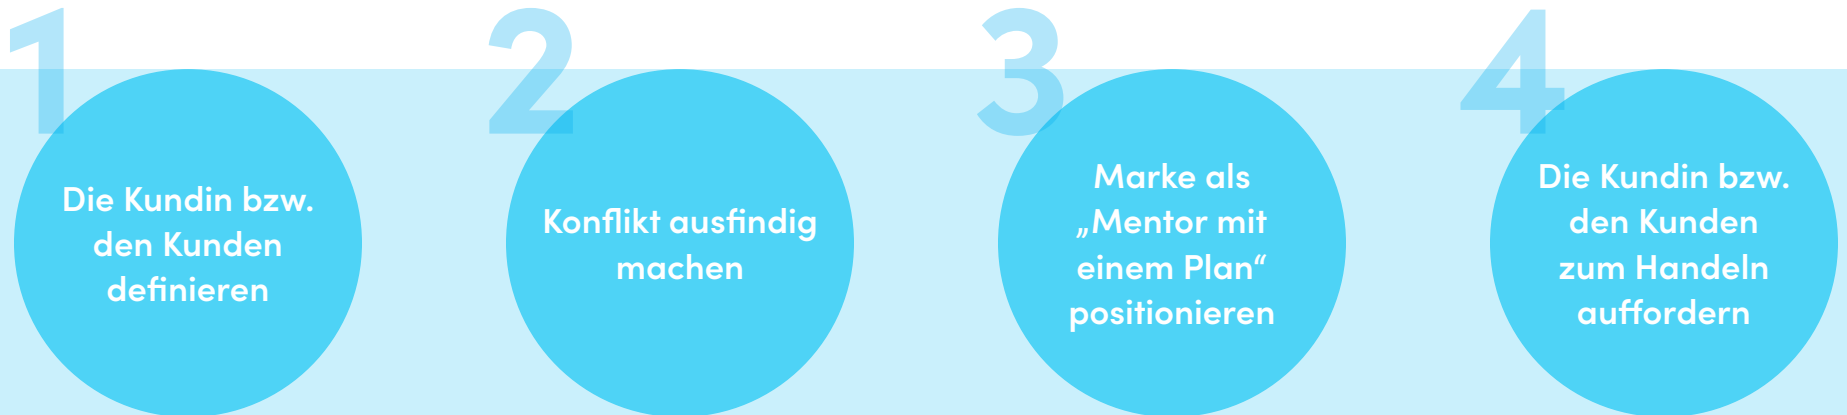 1
Die Kundin bzw.
den Kunden
definieren
2
Konflikt ausfindig
machen
3
Marke als
„Mentor mit
einem Plan“
positionieren
4
Die Kundin bzw.
den Kunden
zum Handeln
auffordern